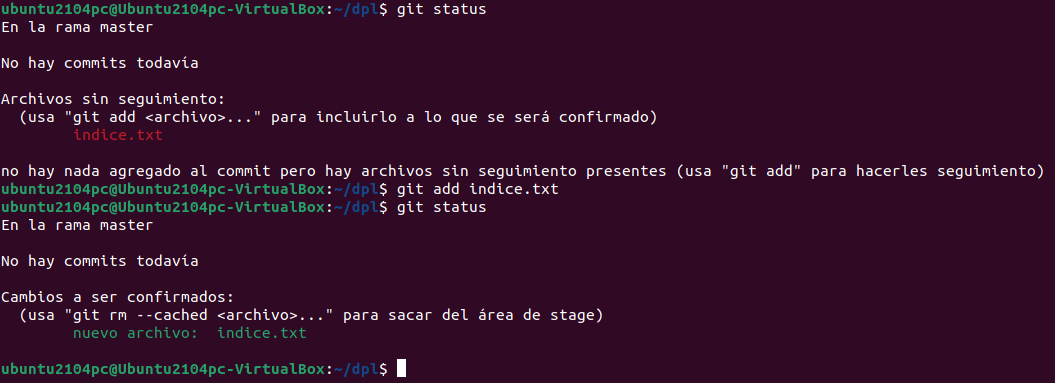 ubuntu2104pc@Ubuntu2104pc-VirtualBox:~/dpl$ git status
En la rama master
No hay commits todavía
Archivos sin seguimiento:
(usa "git add <archivo>..." para incluirlo a lo que se será confirmado)
indice.txt
no hay nada agregado al commit pero hay archivos sin seguimiento presentes (usa "git add" para hacerles seguimiento)
ubuntu2104pc@Ubuntu2104pc-VirtualBox:~/dpl$ git add indice.txt
ubuntu2104pc@Ubuntu2104pc-VirtualBox:~/dpl$ git status
En la rama master
No hay commits todavía
Cambios a ser confirmados:
(usa "git rm --cached <archivo>..." para sacar del área de stage)
nuevo archivo:  indice.txt
ubuntu2104pc@Ubuntu2104pc-VirtualBox:~/dpl$